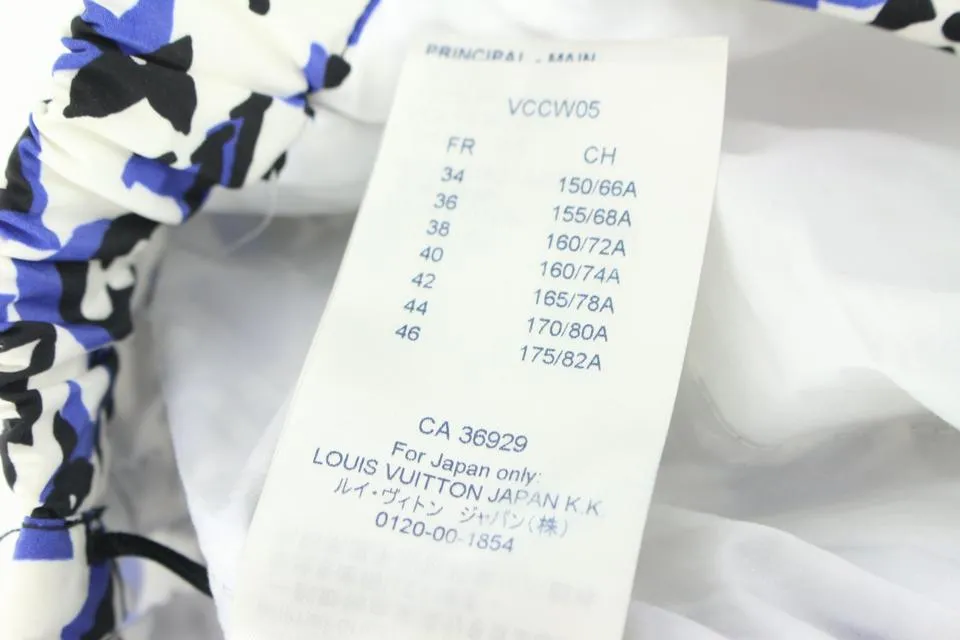 PRINCIPAL - MAIN
VCCW05
FR CH
34 150/66A
36 155/68A
38 160/72A
40 160/74A
42 165/78A
44 170/80A
46 175/82A
CA 36929
For Japan only:
LOUIS VUITTON JAPAN K.K.
ルイ・ヴィトン ジャパン(株)
0120-00-1854